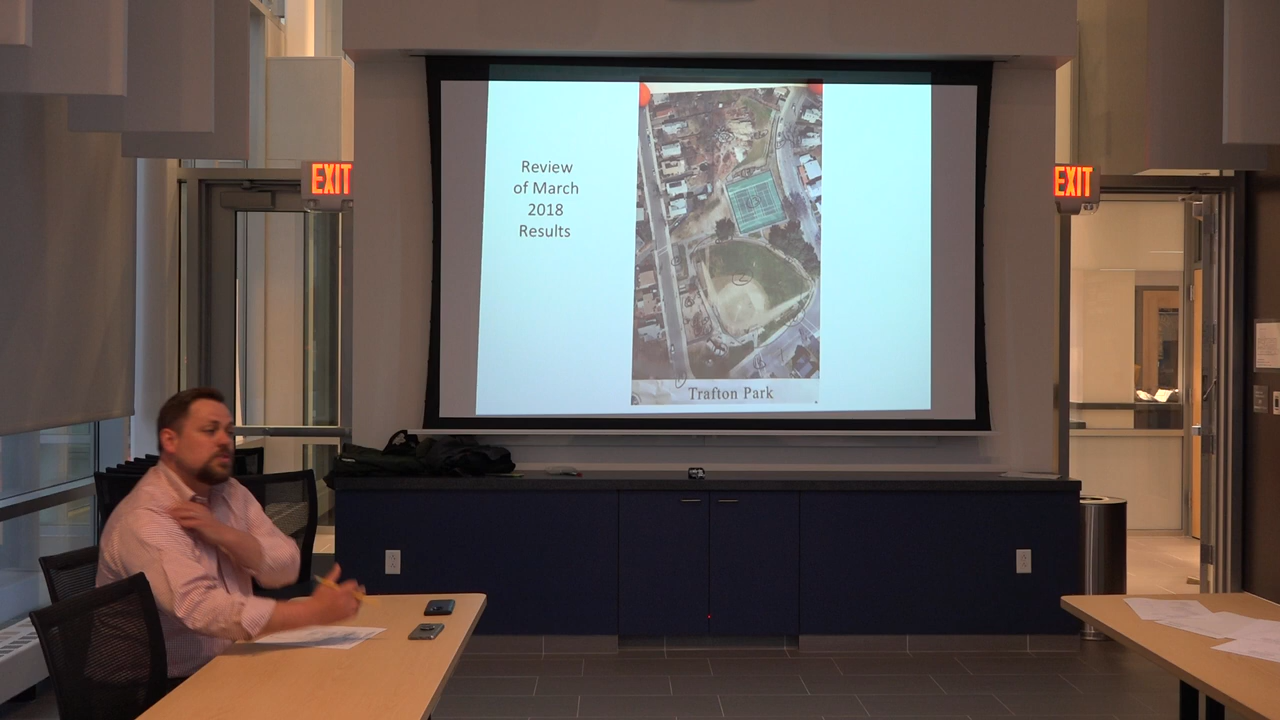 EXIT
Review
of March
2018
Results
Trafton Park
EXIT